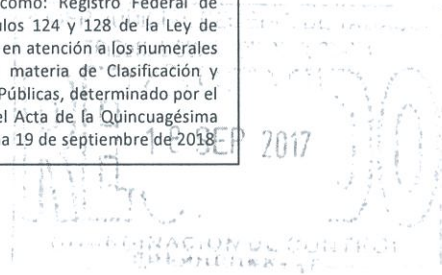 como: Registro Federal de
ulos 124 y 128 de la Ley de
en atención a los numerales
materia de Clasificación y
Públicas, determinado por el
el Acta de la Quincuagésima
a 19 de septiembre de 2018
SEP 2017